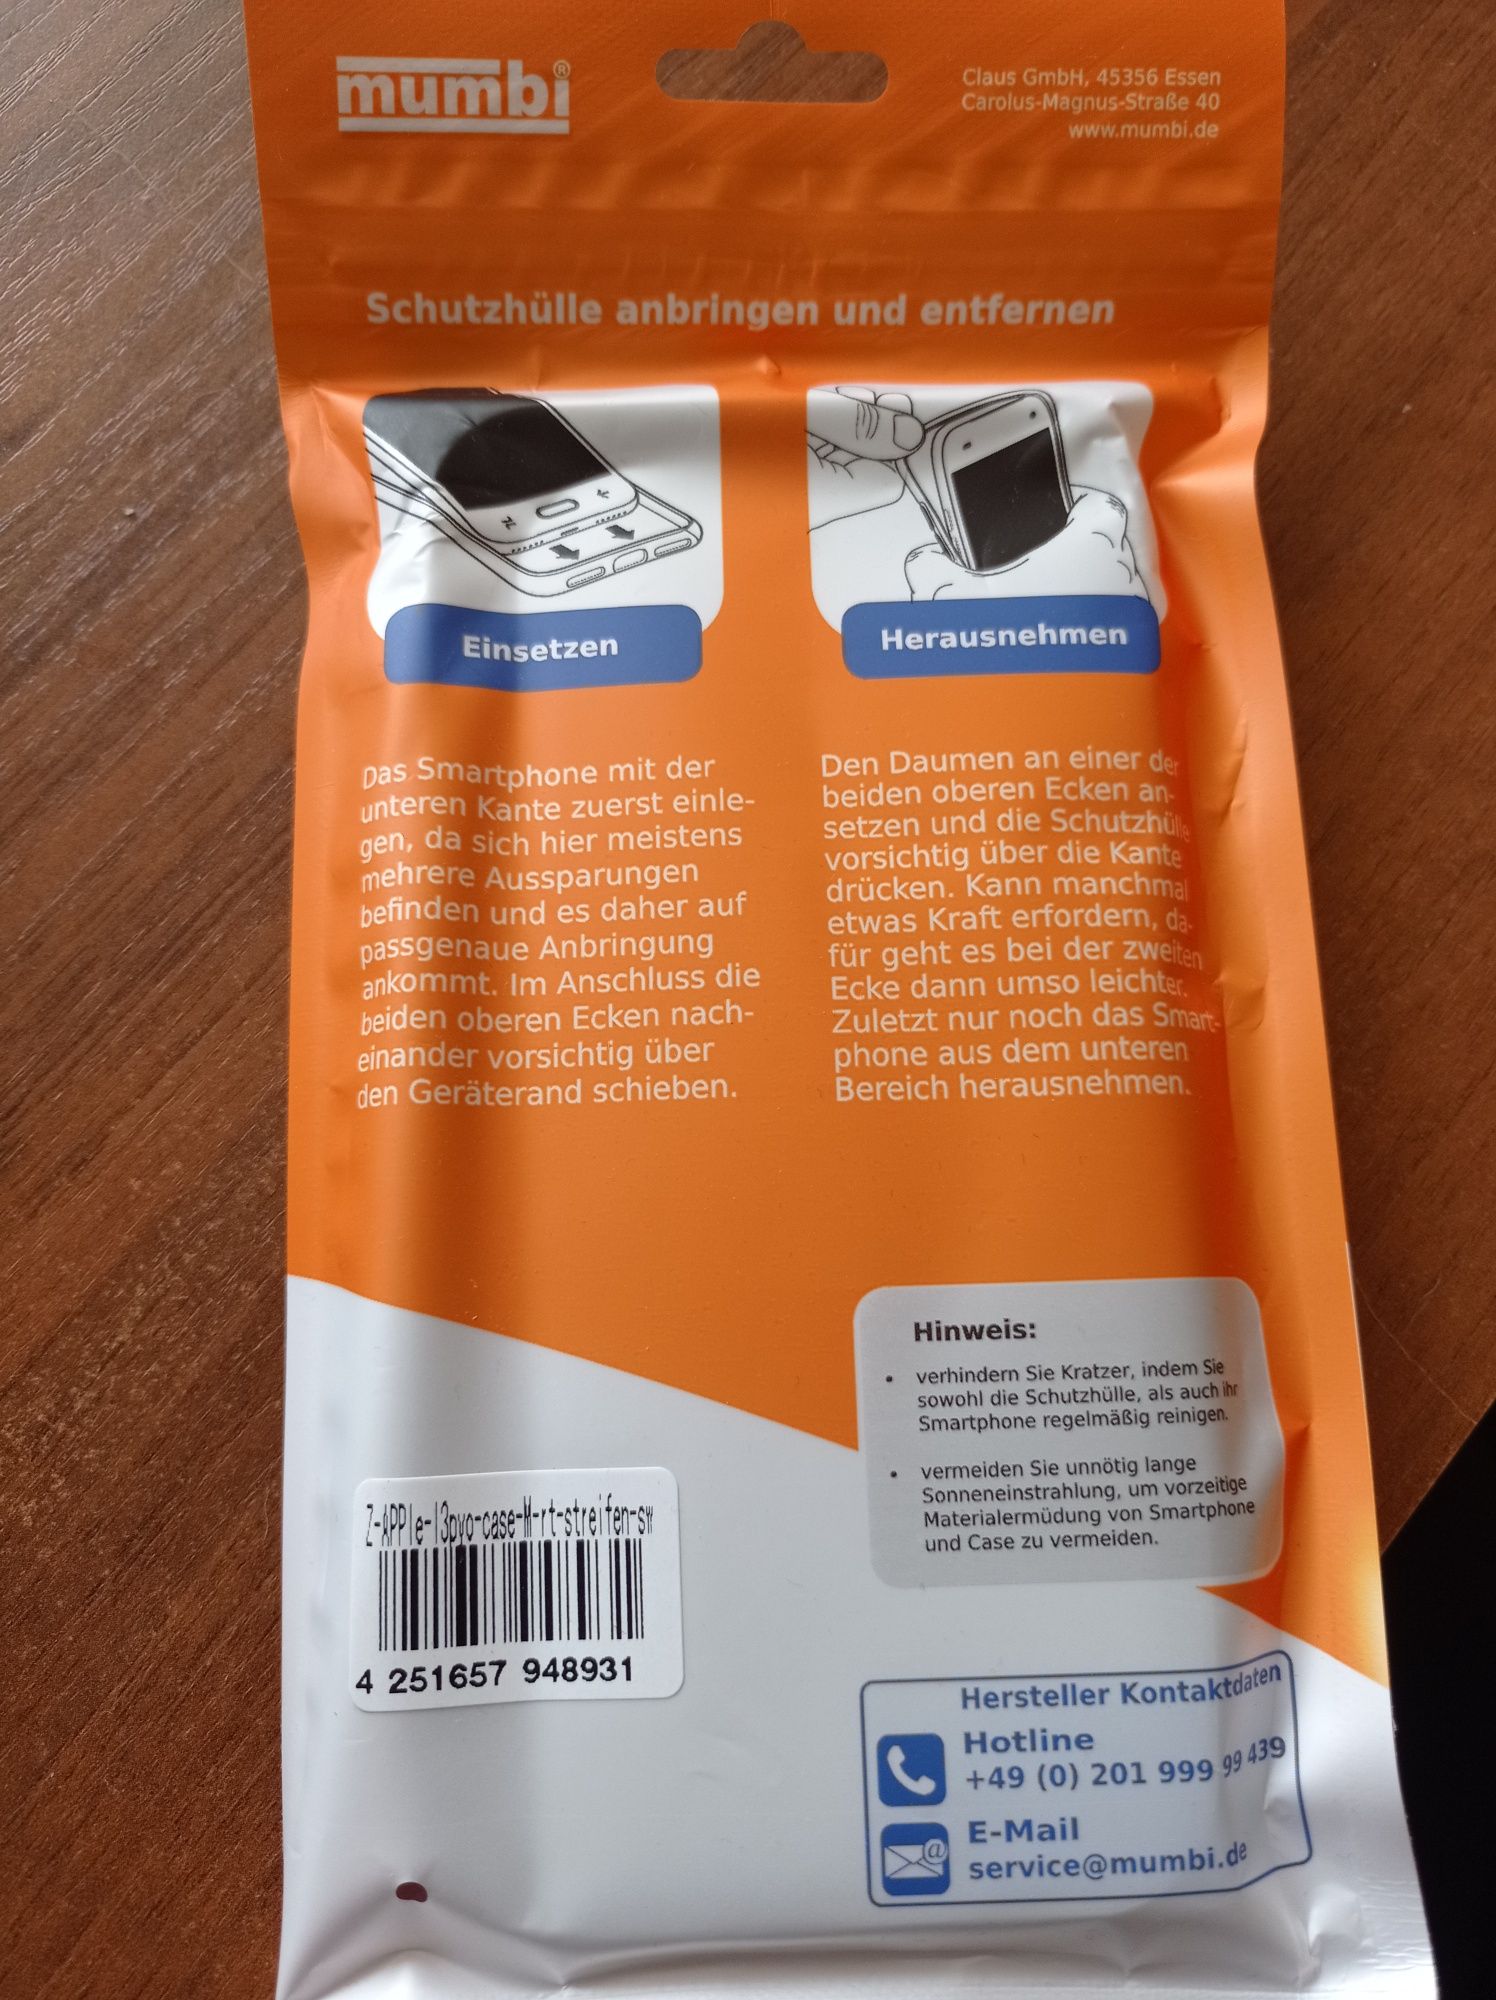 mumbi®
Claus GmbH, 45356 Essen
Carolus-Magnus-Straße 40
www.mumbi.de
Schutzhülle anbringen und entfernen
Einsetzen
Das Smartphone mit der
unteren Kante zuerst einle-
gen, da sich hier meistens
mehrere Aussparungen
befinden und es daher auf
passgenaue Anbringung
ankommt. Im Anschluss die
beiden oberen Ecken nach-
einander vorsichtig über
den Geräterand schieben.
Herausnehmen
Den Daumen an einer der
beiden oberen Ecken an-
setzen und die Schutzhülle
vorsichtig über die Kante
drücken. Kann manchmal
etwas Kraft erfordern, da-
für geht es bei der zweiten
Ecke dann umso leichter.
Zuletzt nur noch das Smart-
phone aus dem unteren
Bereich herausnehmen.
Hinweis:
• verhindern Sie Kratzer, indem Sie
sowohl die Schutzhülle, als auch ihr
Smartphone regelmäßig reinigen.
• vermeiden Sie unnötig lange
Sonneneinstrahlung, um vorzeitige
Materialermüdung von Smartphone
und Case zu vermeiden.
Z-APPle-13pyo-case-M-rt-streifen-sw
4 251657 948931
Hersteller Kontaktdaten
Hotline
+49 (0) 201 999 99 439
E-Mail
service@mumbi.de